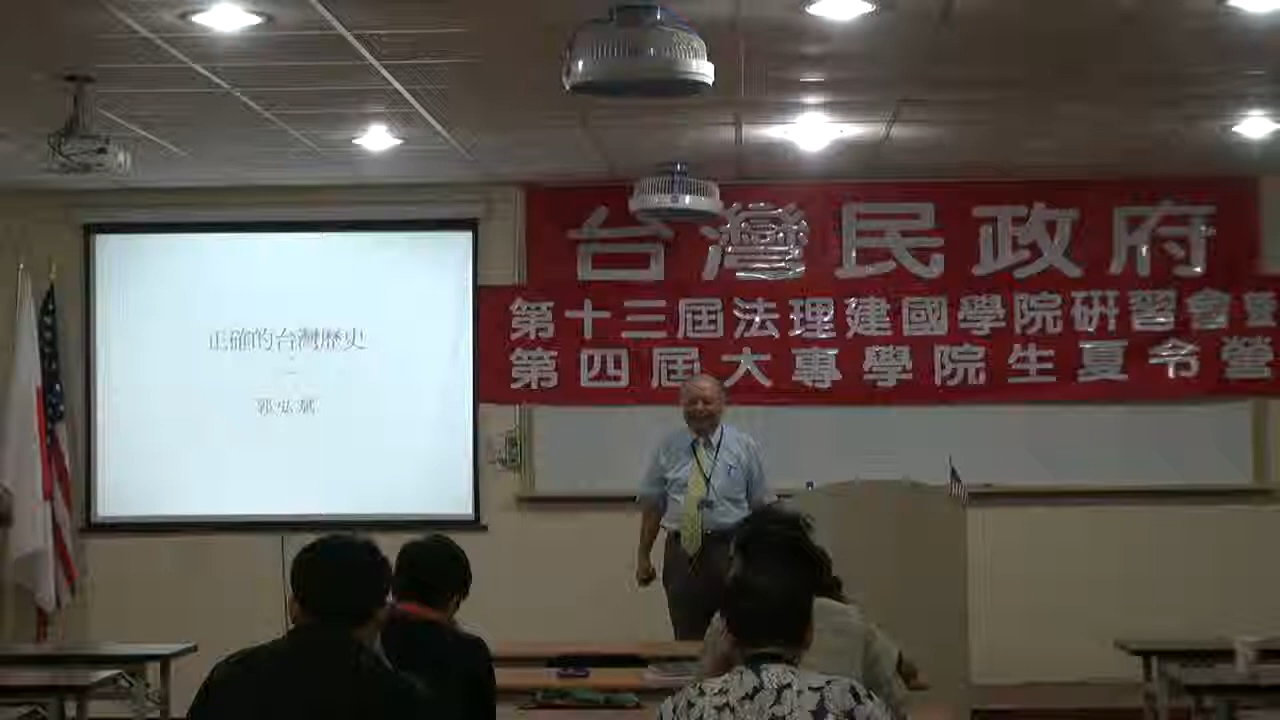 正確的台灣歷史
郭弘斌
台灣民政府
第十三屆法理建國學院研習會暨
第四屆大專學院生夏令營